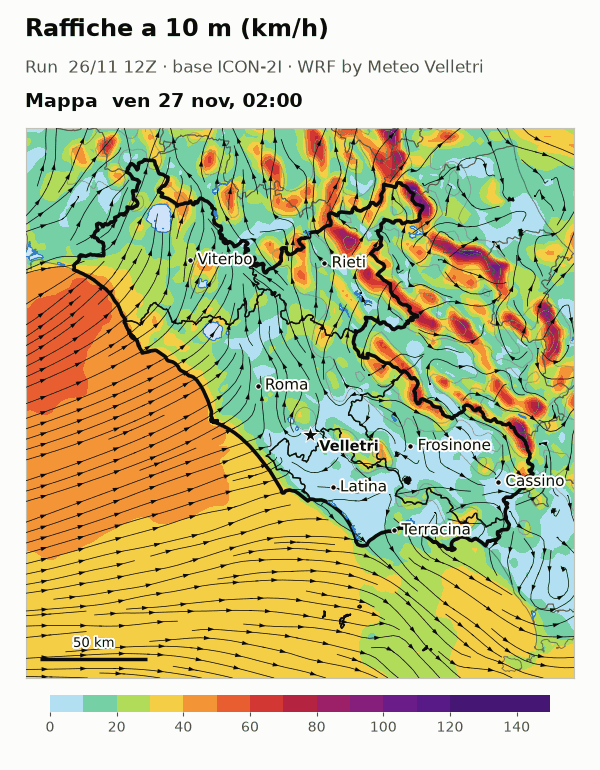 Raffiche a 10 m (km/h)
Run  26/11 12Z · base ICON-2I · WRF by Meteo Velletri
Mappa  ven 27 nov, 02:00
Viterbo
Rieti
Roma
Velletri
Frosinone
Cassino
Latina
Terracina
50 km
0 20 40 60 80 100 120 140